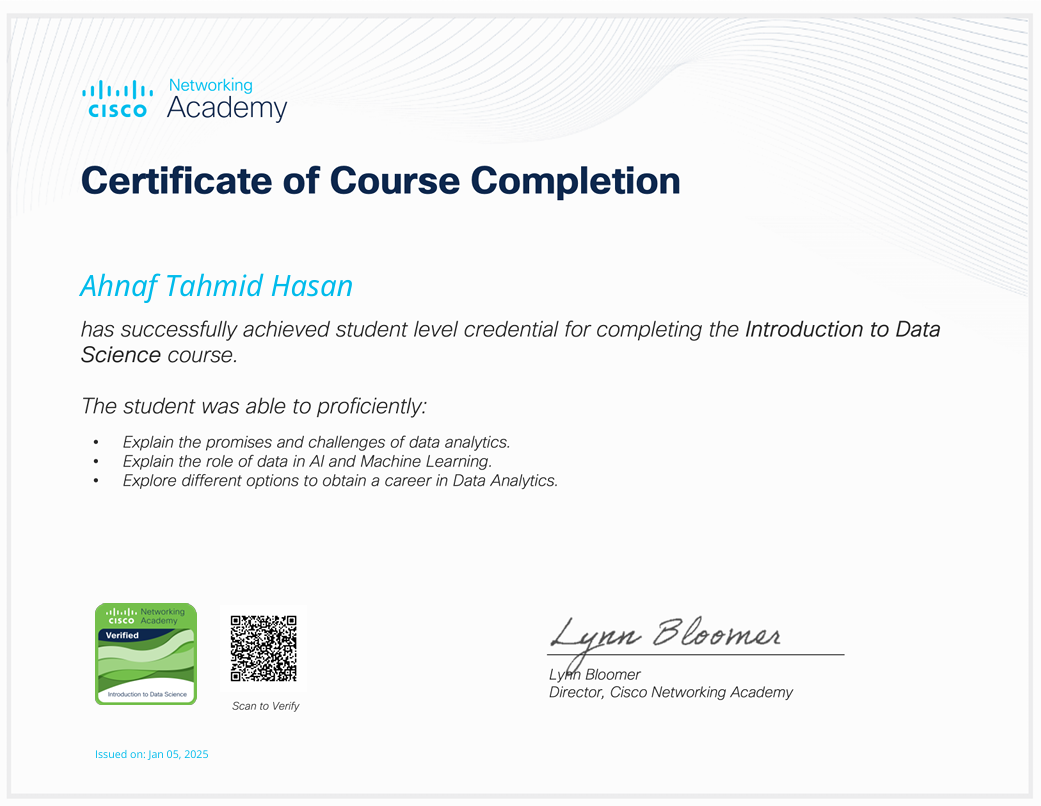 Networking
CISCO Academy
Certificate of Course Completion
Ahnaf Tahmid Hasan
has successfully achieved student level credential for completing the Introduction to Data
Science course.
The student was able to proficiently:
• Explain the promises and challenges of data analytics.
• Explain the role of data in AI and Machine Learning.
• Explore different options to obtain a career in Data Analytics.
Networking
CISCO Academy
Verified
Introduction to Data Science
Scan to Verify
Lynn Bloomer
Lynn Bloomer
Director, Cisco Networking Academy
Issued on: Jan 05, 2025